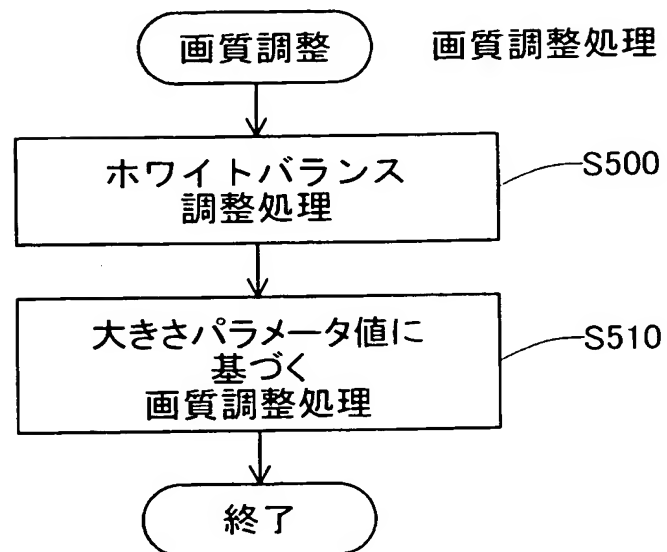 画質調整
画質調整処理
ホワイトバランス
調整処理
S500
大きさパラメータ値に
基づく
画質調整処理
S510
終了